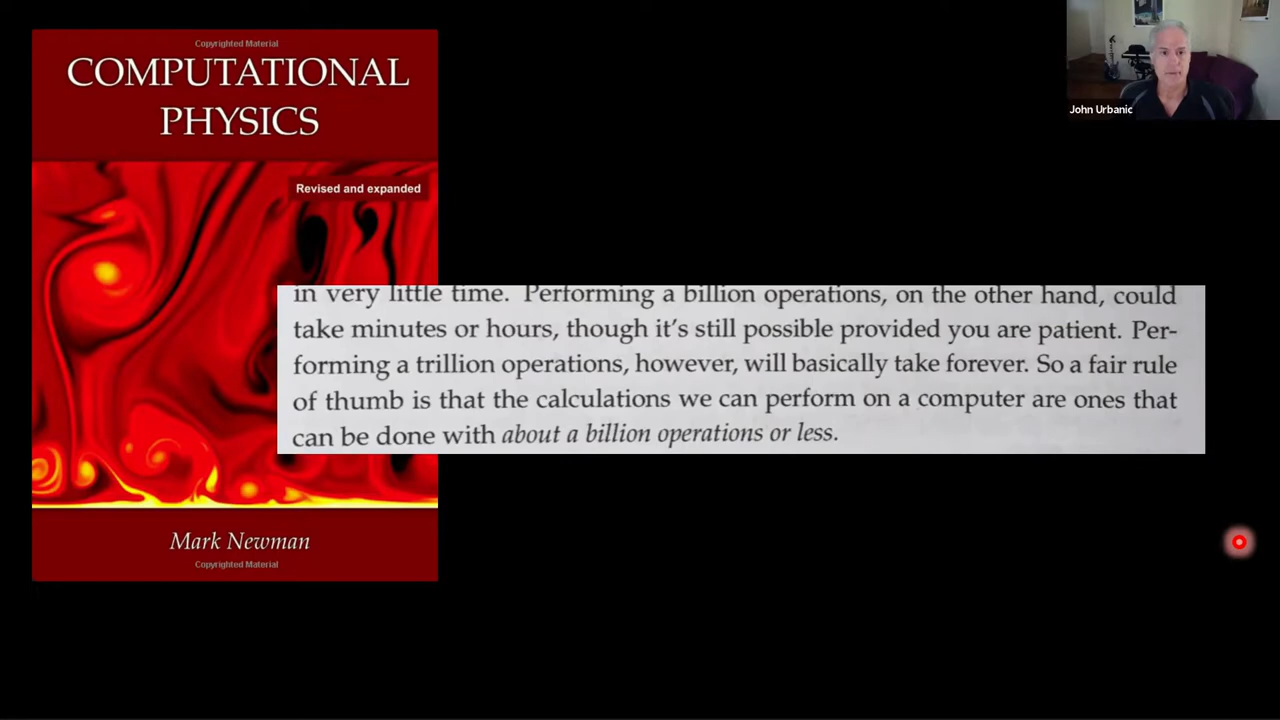 Copyrighted Material
COMPUTATIONAL
PHYSICS
Revised and expanded
in very little time. Performing a billion operations, on the other hand, could
take minutes or hours, though it's still possible provided you are patient. Per-
forming a trillion operations, however, will basically take forever. So a fair rule
of thumb is that the calculations we can perform on a computer are ones that
can be done with about a billion operations or less.
Mark Newman
Copyrighted Material
John Urbanic